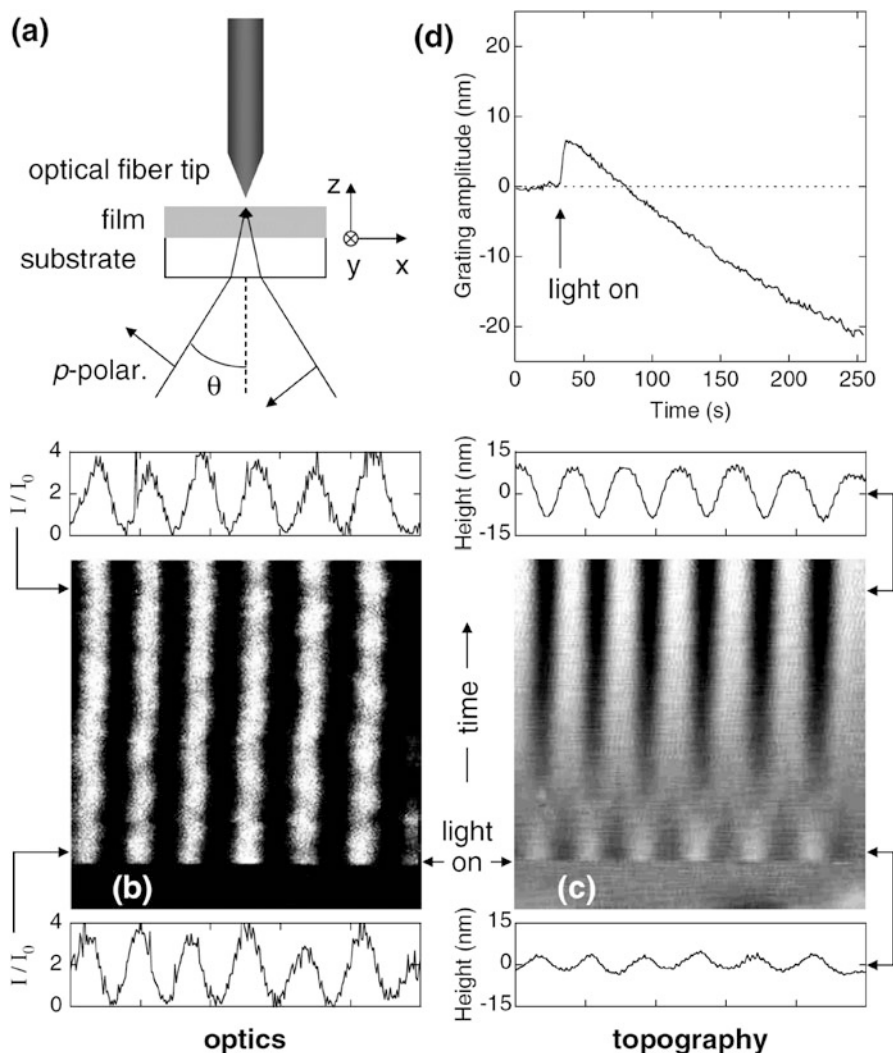 (a)
optical fiber tip
film
substrate
z
y
x
p-polar.
θ
(d)
Grating amplitude (nm)
20
10
0
-10
-20
light on
0 50 100 150 200 250
Time (s)
I / I0
4
2
0
Height (nm)
15
0
-15
time
light
on
(b)
(c)
I / I0
4
2
0
Height (nm)
15
0
-15
optics
topography